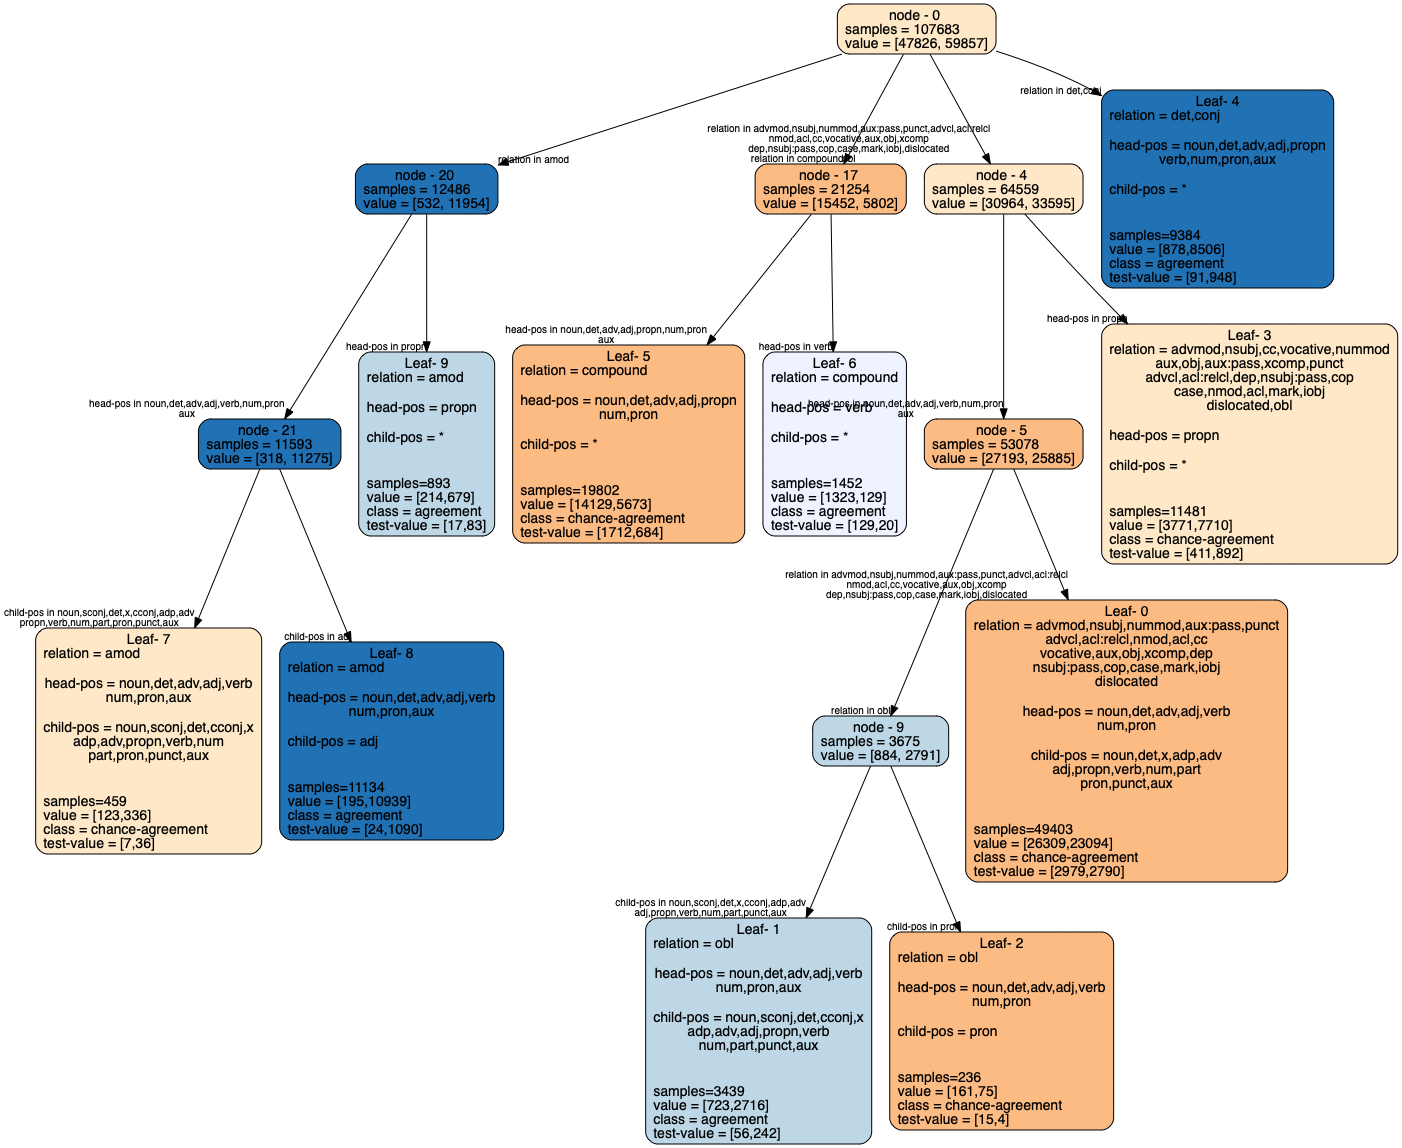 node - 0
samples = 107683
value = [47826, 59857]
relation in det,conj
Leaf- 4
relation = det,conj
head-pos = noun,det,adv,adj,propn
verb,num,pron,aux
child-pos = *
samples=9384
value = [878,8506]
class = agreement
test-value = [91,948]
relation in amod
relation in advmod,nsubj,nummod,aux:pass,punct,advcl,acl:relcl
nmod,acl,cc,vocative,aux,obj,xcomp
dep,nsubj:pass,cop,case,mark,iobj,dislocated
relation in compound
node - 20
samples = 12486
value = [532, 11954]
node - 17
samples = 21254
value = [15452, 5802]
node - 4
samples = 64559
value = [30964, 33595]
head-pos in propn
Leaf- 3
relation = advmod,nsubj,cc,vocative,nummod
aux,obj,aux:pass,xcomp,punct
advcl,acl:relcl,dep,nsubj:pass,cop
case,nmod,acl,mark,iobj
dislocated,obl
head-pos = propn
child-pos = *
samples=11481
value = [3771,7710]
class = chance-agreement
test-value = [411,892]
head-pos in propn
Leaf- 9
relation = amod
head-pos = propn
child-pos = *
samples=893
value = [214,679]
class = agreement
test-value = [17,83]
head-pos in noun,det,adv,adj,propn,num,pron
aux
Leaf- 5
relation = compound
head-pos = noun,det,adv,adj,propn
num,pron
child-pos = *
samples=19802
value = [14129,5673]
class = chance-agreement
test-value = [1712,684]
head-pos in verb
Leaf- 6
relation = compound
head-pos = verb
child-pos = *
samples=1452
value = [1323,129]
class = agreement
test-value = [129,20]
head-pos in noun,det,adv,adj,verb,num,pron
aux
node - 21
samples = 11593
value = [318, 11275]
head-pos in noun,det,adv,adj,verb,num,pron
aux
node - 5
samples = 53078
value = [27193, 25885]
child-pos in noun,sconj,det,x,cconj,adp,adv
propn,verb,num,part,pron,punct,aux
Leaf- 7
relation = amod
head-pos = noun,det,adv,adj,verb
num,pron,aux
child-pos = noun,sconj,det,cconj,x
adp,adv,propn,verb,num
part,pron,punct,aux
samples=459
value = [123,336]
class = chance-agreement
test-value = [7,36]
child-pos in adj
Leaf- 8
relation = amod
head-pos = noun,det,adv,adj,verb
num,pron,aux
child-pos = adj
samples=11134
value = [195,10939]
class = agreement
test-value = [24,1090]
relation in advmod,nsubj,nummod,aux:pass,punct,advcl,acl:relcl
nmod,acl,cc,vocative,aux,obj,xcomp
dep,nsubj:pass,cop,case,mark,iobj,dislocated
Leaf- 0
relation = advmod,nsubj,nummod,aux:pass,punct
advcl,acl:relcl,nmod,acl,cc
vocative,aux,obj,xcomp,dep
nsubj:pass,cop,case,mark,iobj
dislocated
head-pos = noun,det,adv,adj,verb
num,pron
child-pos = noun,det,x,adp,adv
adj,propn,verb,num,part
pron,punct,aux
samples=49403
value = [26309,23094]
class = chance-agreement
test-value = [2979,2790]
relation in obl
node - 9
samples = 3675
value = [884, 2791]
child-pos in noun,sconj,det,x,cconj,adp,adv
adj,propn,verb,num,part,punct,aux
Leaf- 1
relation = obl
head-pos = noun,det,adv,adj,verb
num,pron,aux
child-pos = noun,sconj,det,cconj,x
adp,adv,adj,propn,verb
num,part,punct,aux
samples=3439
value = [723,2716]
class = agreement
test-value = [56,242]
child-pos in pron
Leaf- 2
relation = obl
head-pos = noun,det,adv,adj,verb
num,pron
child-pos = pron
samples=236
value = [161,75]
class = chance-agreement
test-value = [15,4]